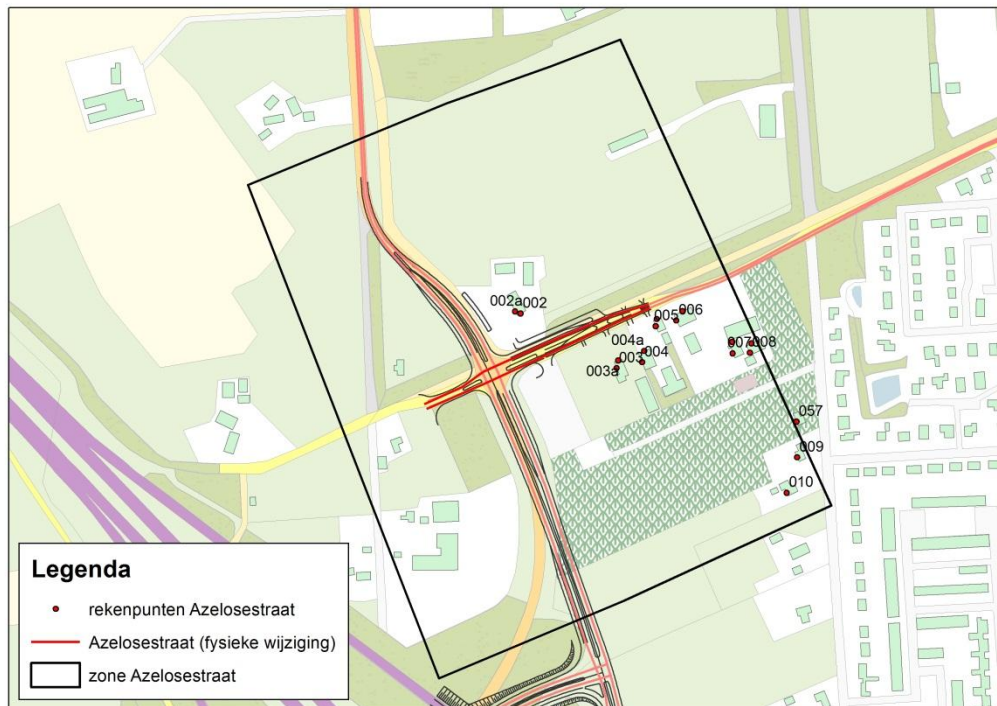 002a 002
006
005
004a
004
003
003a
007 008
057
009
010
Legenda
rekenpunten Azelosestraat
Azelosestraat (fysieke wijziging)
zone Azelosestraat